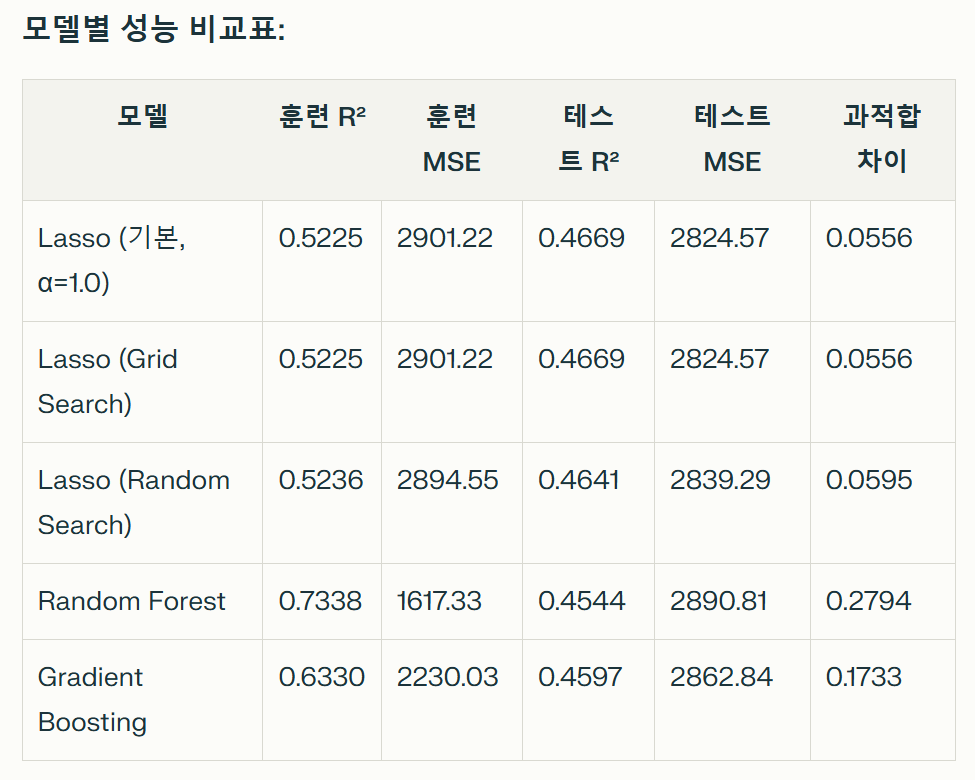 모델별 성능 비교표:
모델 훈련 R² 훈련 MSE 테스트 R² 테스트 MSE 과적합 차이
Lasso (기본, α=1.0) 0.5225 2901.22 0.4669 2824.57 0.0556
Lasso (Grid Search) 0.5225 2901.22 0.4669 2824.57 0.0556
Lasso (Random Search) 0.5236 2894.55 0.4641 2839.29 0.0595
Random Forest 0.7338 1617.33 0.4544 2890.81 0.2794
Gradient Boosting 0.6330 2230.03 0.4597 2862.84 0.1733